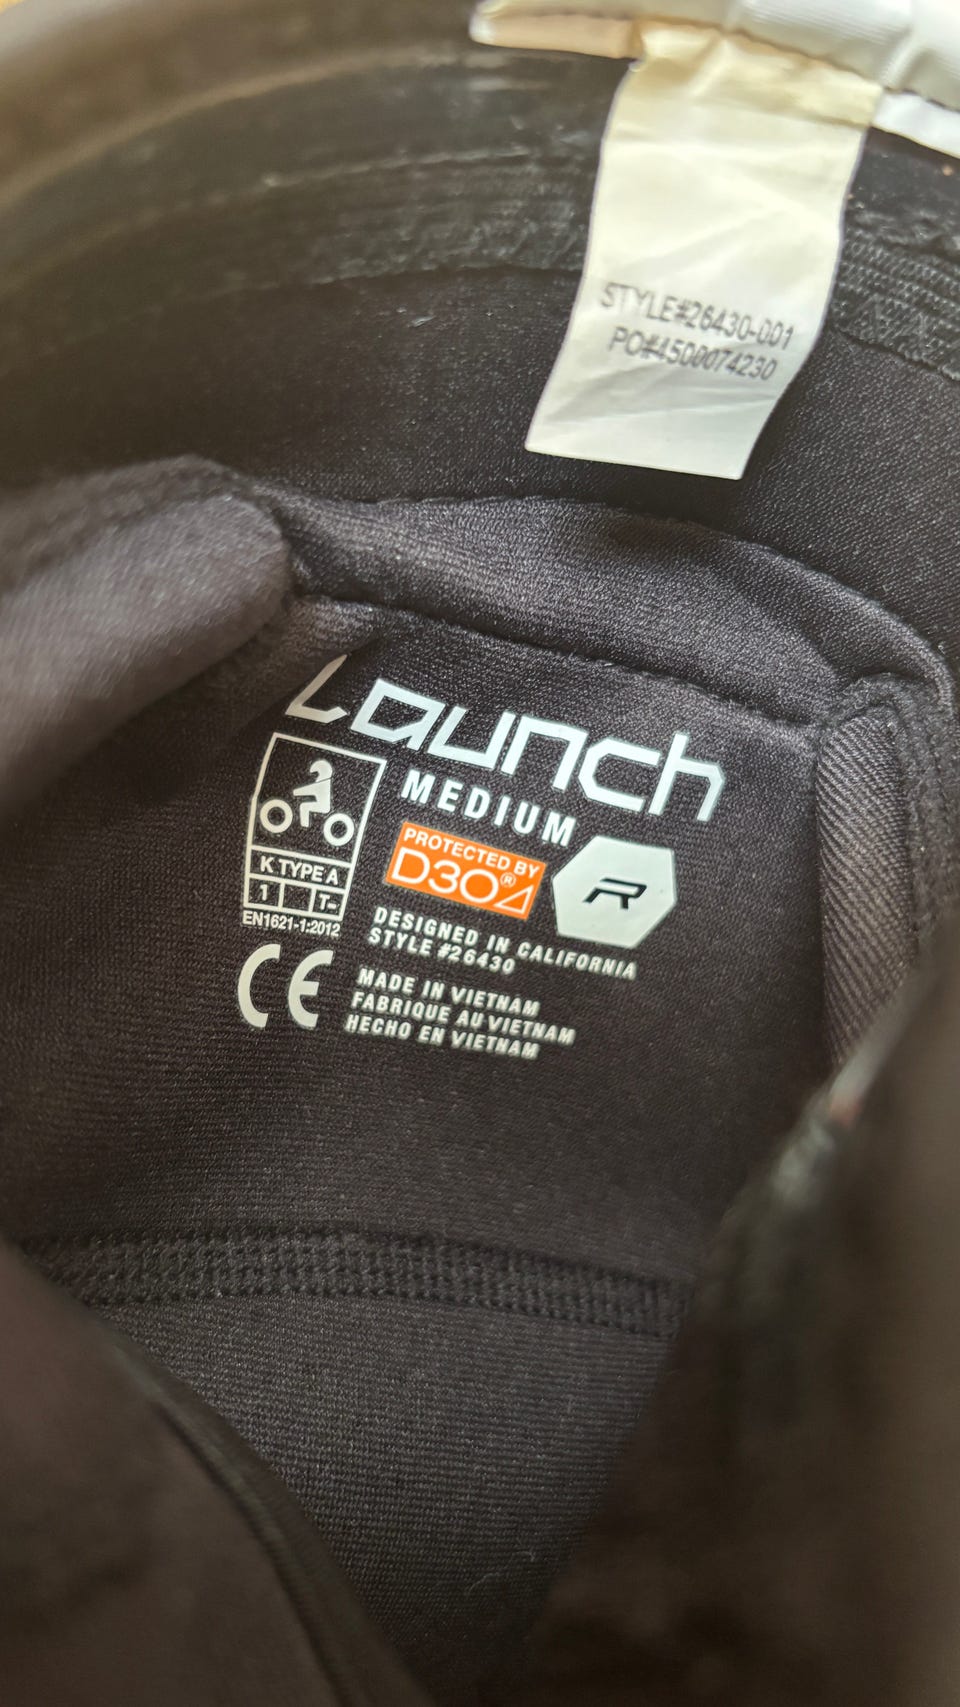 STYLE#26430-001
PO#4500074230
Launch
MEDIUM
PROTECTED BY
D3O®
K TYPE A
1 T-
EN1621-1:2012
CE
R
DESIGNED IN CALIFORNIA
STYLE #26430
MADE IN VIETNAM
FABRIQUE AU VIETNAM
HECHO EN VIETNAM